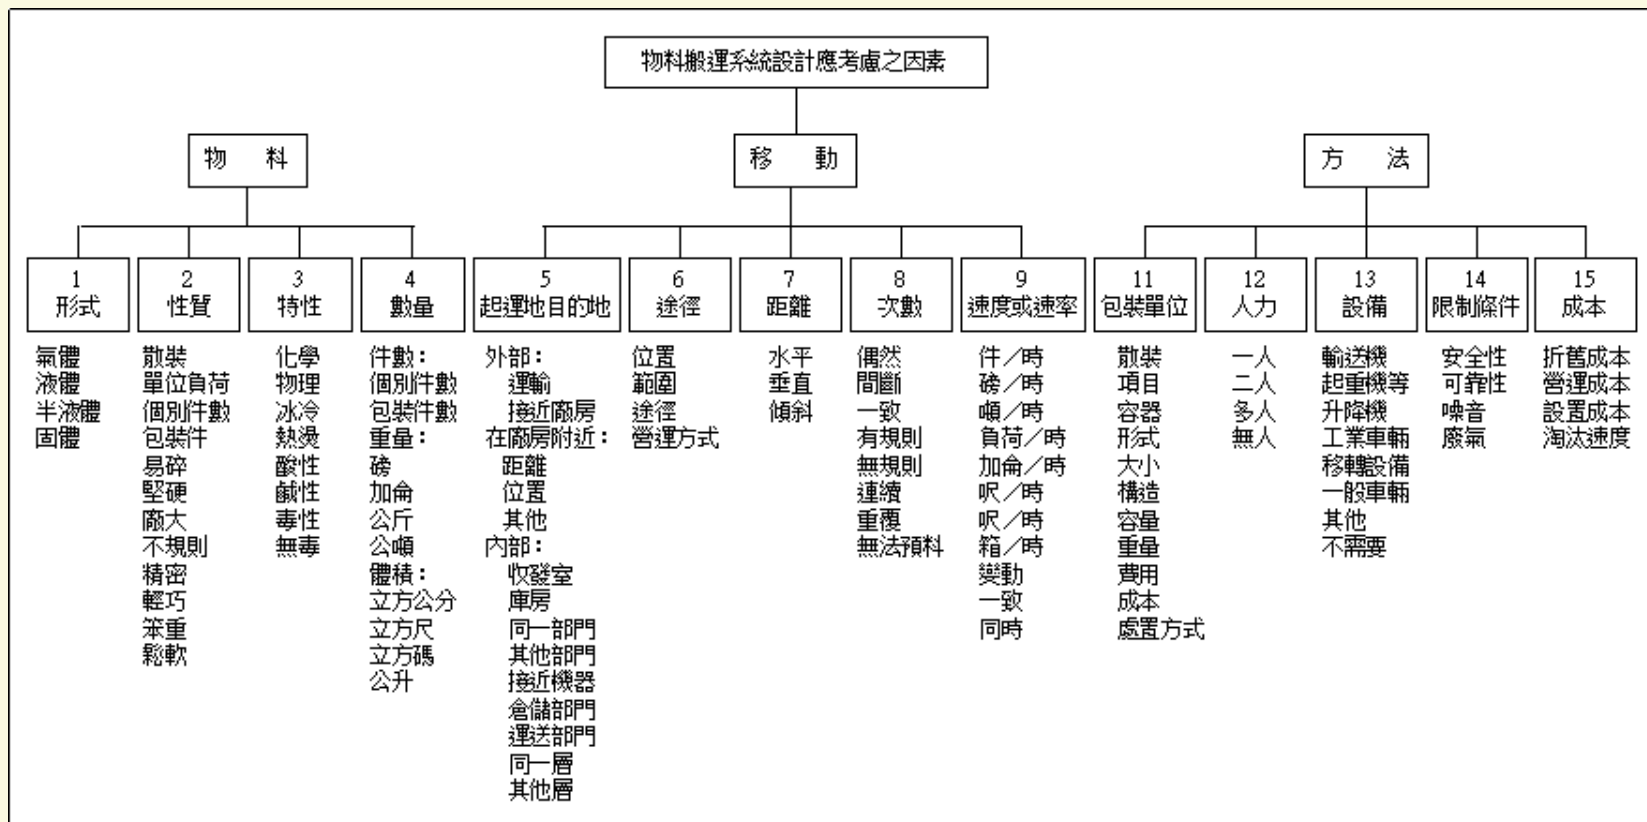 物料搬運系統設計應考慮之因素
物 料
移 動
方 法
1
形式
氣體
液體
半液體
固體
2
性質
散裝
單位負荷
個別件數
包裝件
易碎
堅硬
廠大
不規則
精密
輕巧
笨重
鬆軟
3
特性
化學
物理
冰冷
熱燙
酸性
鹹性
毒性
無毒
4
數量
件數：
個別件數
包裝件數
重量：
磅
加侖
公斤
公噸
體積：
立方公分
立方尺
立方碼
公升
5
起運地目的地
外部：
運輸
接近廠房
在廠房附近：
距離
位置
其他
內部：
收發室
庫房
同一部門
其他部門
接近機器
倉儲部門
運送部門
同一層
其他層
6
途徑
位置
範圍
途徑
營運方式
7
距離
水平
垂直
傾斜
8
次數
偶然
間斷
一致
有規則
無規則
連續
重覆
無法預料
9
速度或速率
件／時
磅／時
噸／時
負荷／時
加侖／時
呎／時
呎／時
箱／時
變動
一致
同時
11
包裝單位
散裝
項目
容器
形式
大小
構造
容量
重量
費用
成本
處置方式
12
人力
一人
二人
多人
無人
13
設備
輸送機
起重機等
升降機
工業車輛
移轉設備
一般車輛
其他
不需要
14
限制條件
安全性
可靠性
噪音
廢氣
15
成本
折舊成本
營運成本
設置成本
淘汰速度